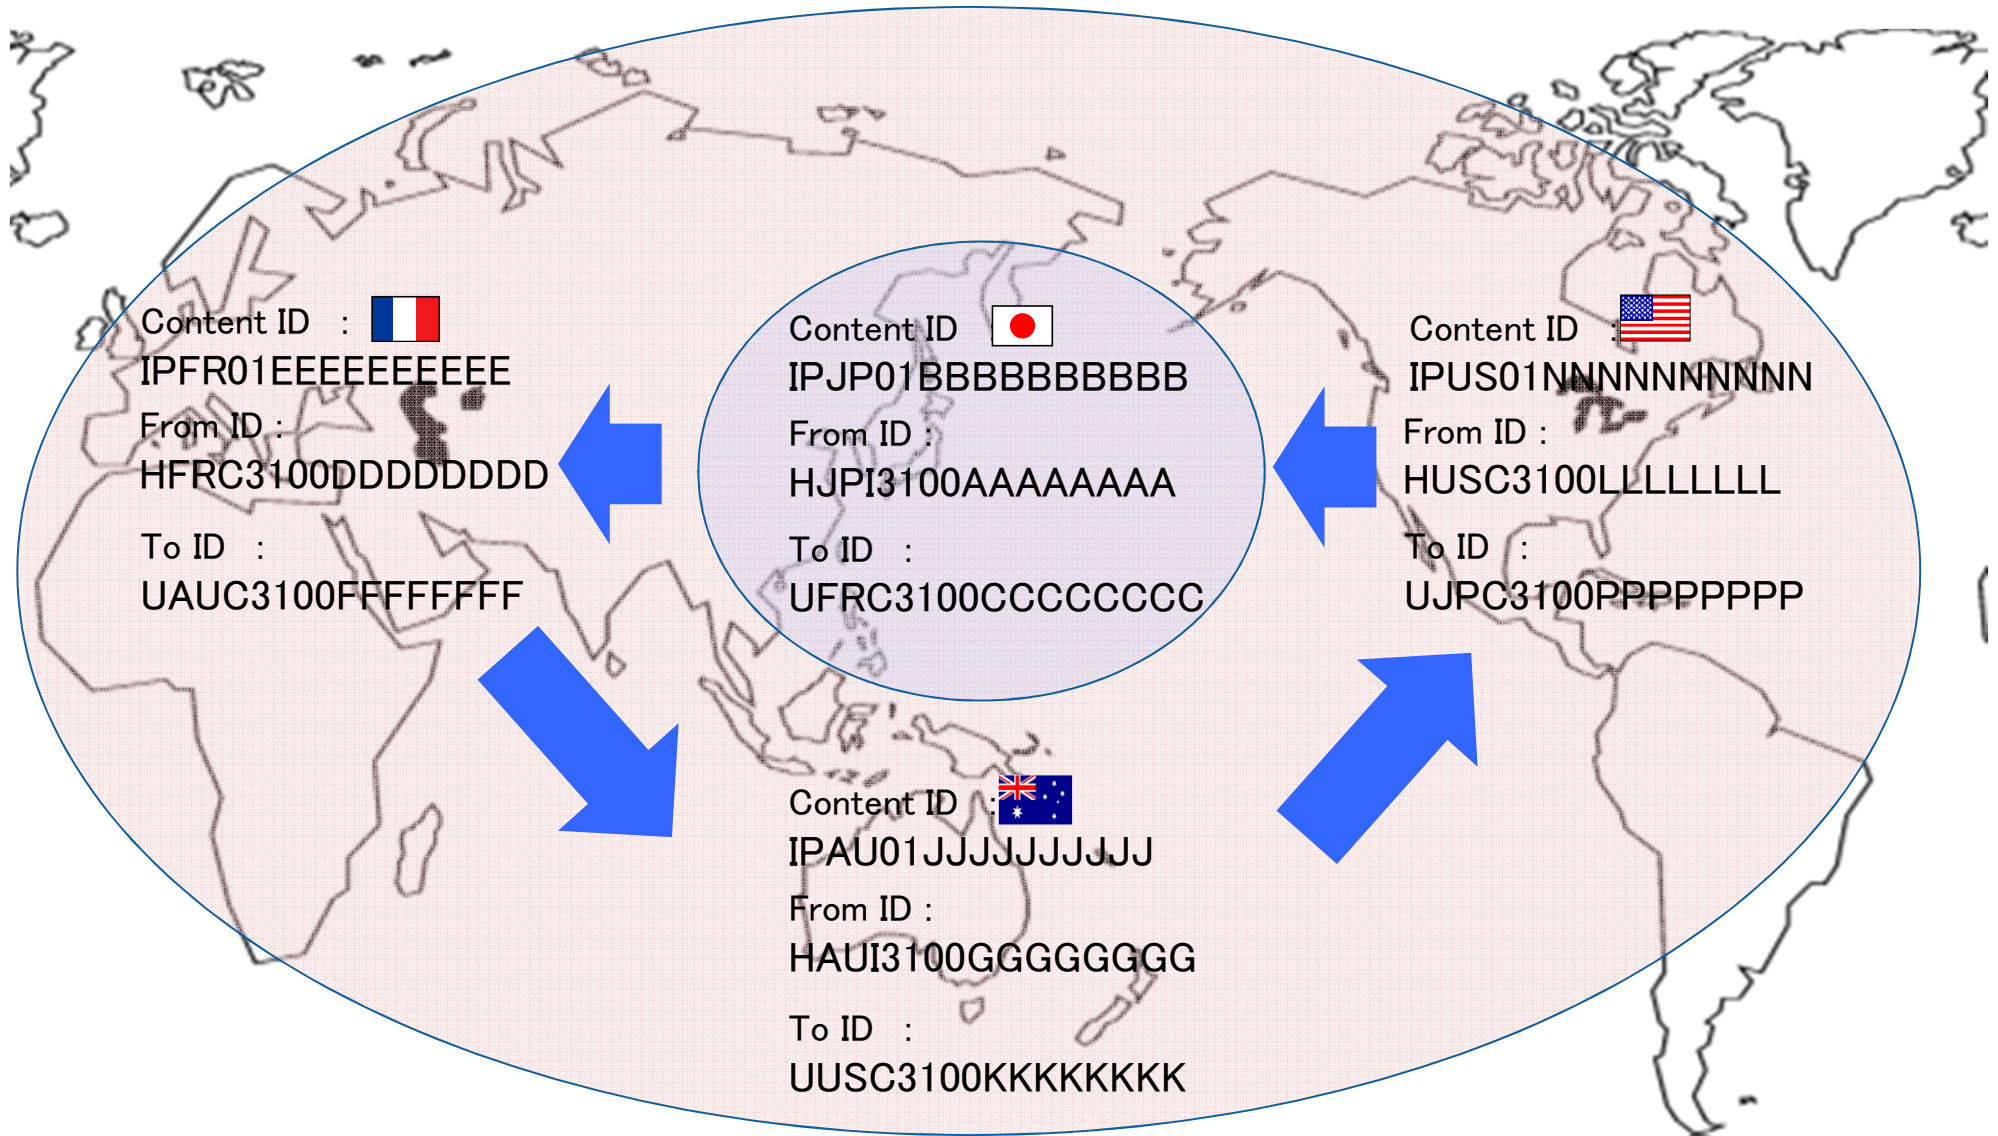 Content ID :
IPFR01EEEEEEEEEE
From ID :
HFRC3100DDDDDDDD
To ID :
UAUC3100FFFFFFFF
Content ID
IPJP01BBBBBBBBBB
From ID :
HJPI3100AAAAAAAA
To ID :
UFRC3100CCCCCCCC
Content ID :
IPUS01NNNNNNNNNN
From ID :
HUSC3100LLLLLLLL
To ID :
UJPC3100PPPPPPPP
Content ID :
IPAU01JJJJJJJJJJ
From ID :
HAUI3100GGGGGGGG
To ID :
UUSC3100KKKKKKKK